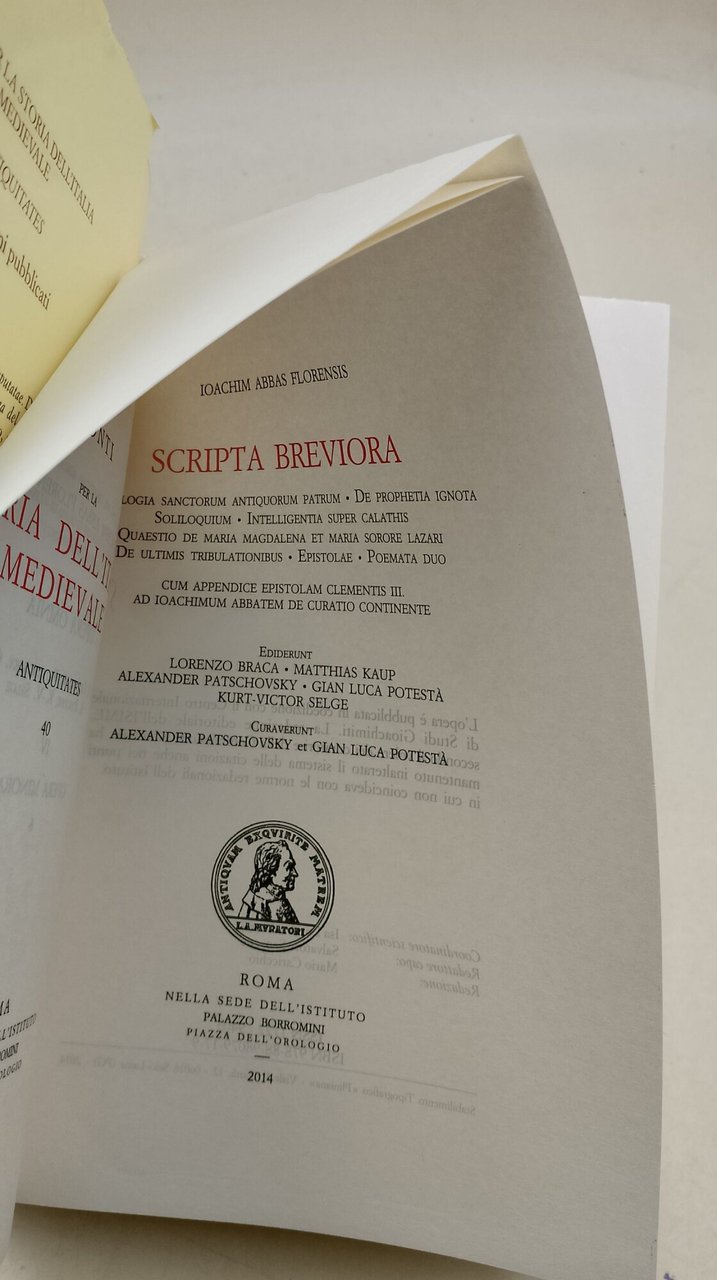 R LA STORIA DELL'ITALIA
MEDIEVALE
pubblicati
putatae.
PER LA
RIA DELL'IT
MEDIEVALE
ANTIQUITATES
40
IOACHIM ABBAS FLORENSIS
SCRIPTA BREVIORA
LOGIA SANCTORUM ANTIQUORUM PATRUM • DE PROPHETIA IGNOTA
SOLILOQUIUM • INTELLIGENTIA SUPER CALATHIS
QUAESTIO DE MARIA MAGDALENA ET MARIA SORORE LAZARI
DE ULTIMIS TRIBULATIONIBUS • EPISTOLAE • POEMATA DUO
CUM APPENDICE EPISTOLAM CLEMENTIS III.
AD IOACHIMUM ABBATEM DE CURATIO CONTINENTE
EDIDERUNT
LORENZO BRACA • MATTHIAS KAUP
ALEXANDER PATSCHOVSKY • GIAN LUCA POTESTÀ
KURT-VICTOR SELGE
CURAVERUNT
ALEXANDER PATSCHOVSKY et GIAN LUCA POTESTÀ
ANTIQVAM EXQVIRITE MATREM
L.A. MVRATORI
ROMA
NELLA SEDE DELL'ISTITUTO
PALAZZO BORROMINI
PIAZZA DELL'OROLOGIO
2014